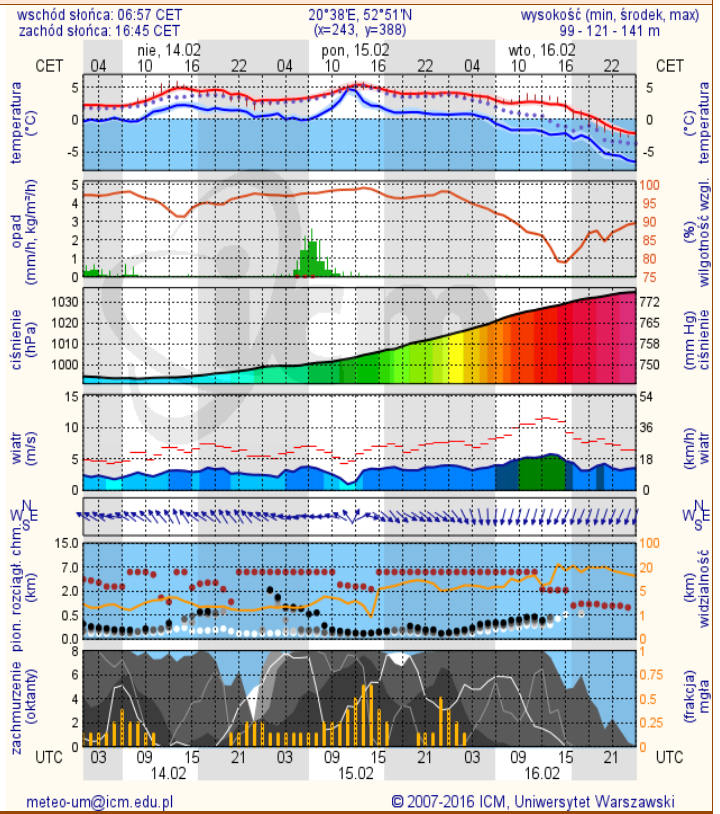 wschód słońca: 06:57 CET
20°38'E, 52°51'N
wysokość (min, środek, max)
zachód słońca: 16:45 CET
(x=243, y=388)
99 - 121 - 141 m
nie, 14.02
pon, 15.02
wto, 16.02
CET 04 10 16 22 04 10 16 22 04 10 16 22 CET
temperatura (°C)
5
0
-5
5
0
-5
(°C) temperatura
opad (mm/h, kg/m²/h)
5
4
3
2
1
0
100
95
90
85
80
75
(%) wilgotność wzgl.
ciśnienie (hPa)
1030
1020
1010
1000
772
765
758
750
(mm Hg) ciśnienie
icm
wiatr (m/s)
15
10
5
0
54
36
18
0
(km/h) wiatr
N
W E
S
N
W E
S
pion. rozciągł. chm. (km)
15.0
7.0
2.0
0.5
0.0
100
20
5
1
0
(km) widzialność
zachmurzenie (oktanty)
8
6
4
2
0
1
0.75
0.5
0.25
0
(frakcja) mgła
UTC 03 09 15 21 03 09 15 21 03 09 15 21 UTC
14.02
15.02
16.02
meteo-um@icm.edu.pl
© 2007-2016 ICM, Uniwersytet Warszawski